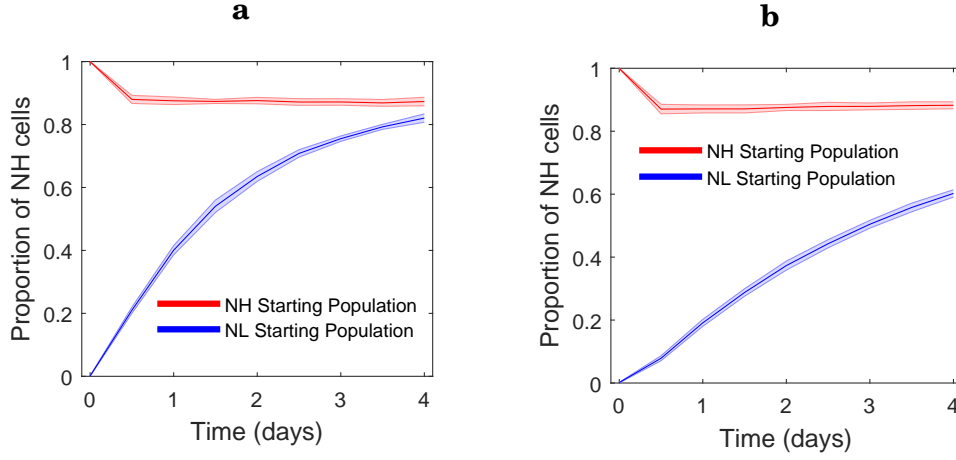 a
1
0.8
0.6
0.4
0.2
0
Proportion of NH cells
NH Starting Population
NL Starting Population
0 1 2 3 4
Time (days)
b
1
0.8
0.6
0.4
0.2
0
Proportion of NH cells
NH Starting Population
NL Starting Population
0 1 2 3 4
Time (days)